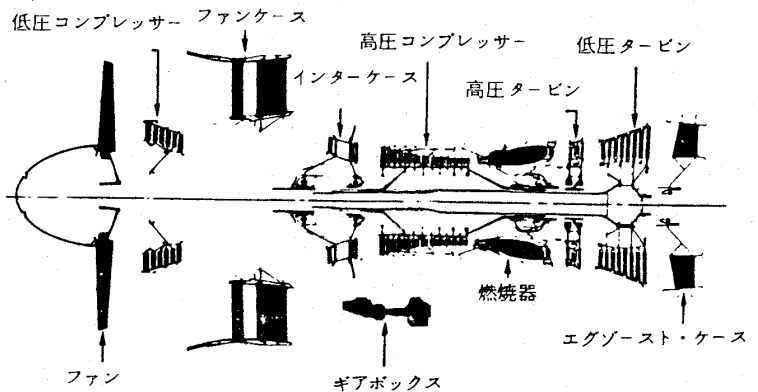 低圧コンプレッサー
ファンケース
高圧コンプレッサー
低圧タービン
インターケース
高圧タービン
燃焼器
エグゾースト・ケース
ファン
ギアボックス